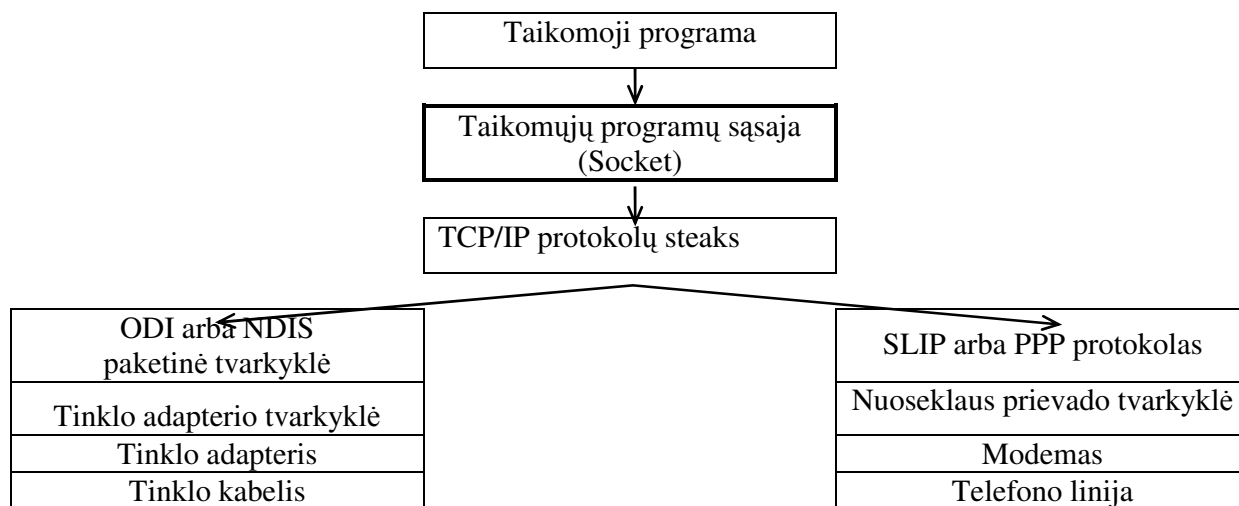 Taikomoji programa
Taikomųjų programų sąsaja
(Socket)
TCP/IP protokolų steaks
ODI arba NDIS
paketinė tvarkyklė
Tinklo adapterio tvarkyklė
Tinklo adapteris
Tinklo kabelis
SLIP arba PPP protokolas
Nuoseklaus prievado tvarkyklė
Modemas
Telefono linija